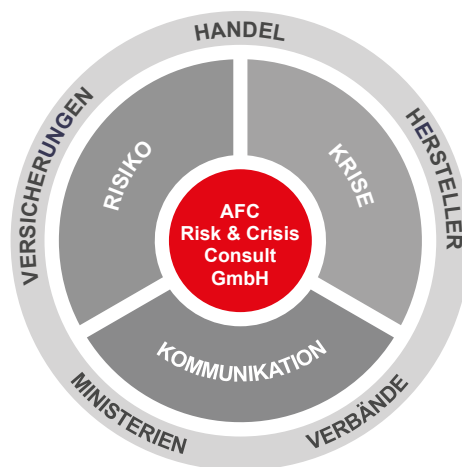 HANDEL
VERSICHERUNGEN
HERSTELLER
RISIKO
KRISE
AFC
Risk & Crisis
Consult
GmbH
KOMMUNIKATION
MINISTERIEN
VERBÄNDE